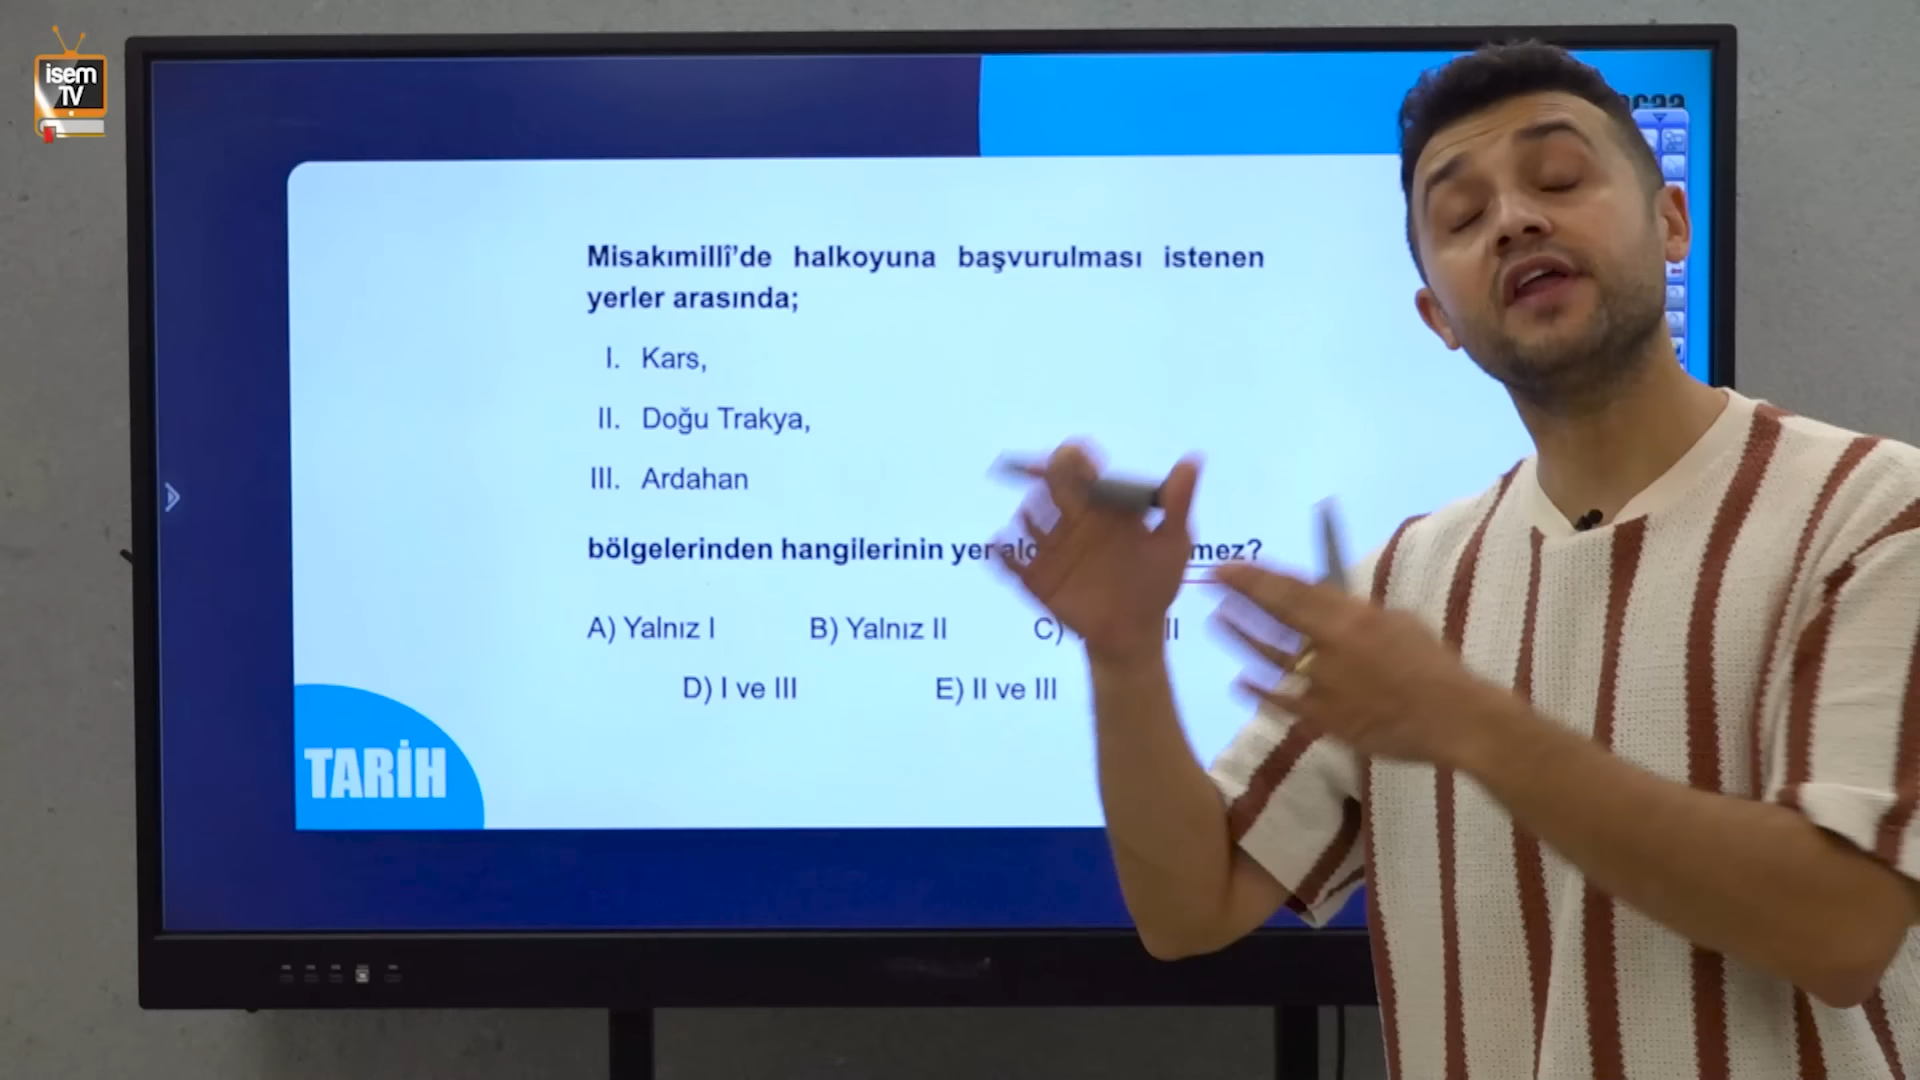 isem
TV
Misakımillî'de halkoyuna başvurulması istenen
yerler arasında;
I. Kars,
II. Doğu Trakya,
III. Ardahan
bölgelerinden hangilerinin yer
A) Yalnız I B) Yalnız II C) II
D) I ve III E) II ve III
TARİH